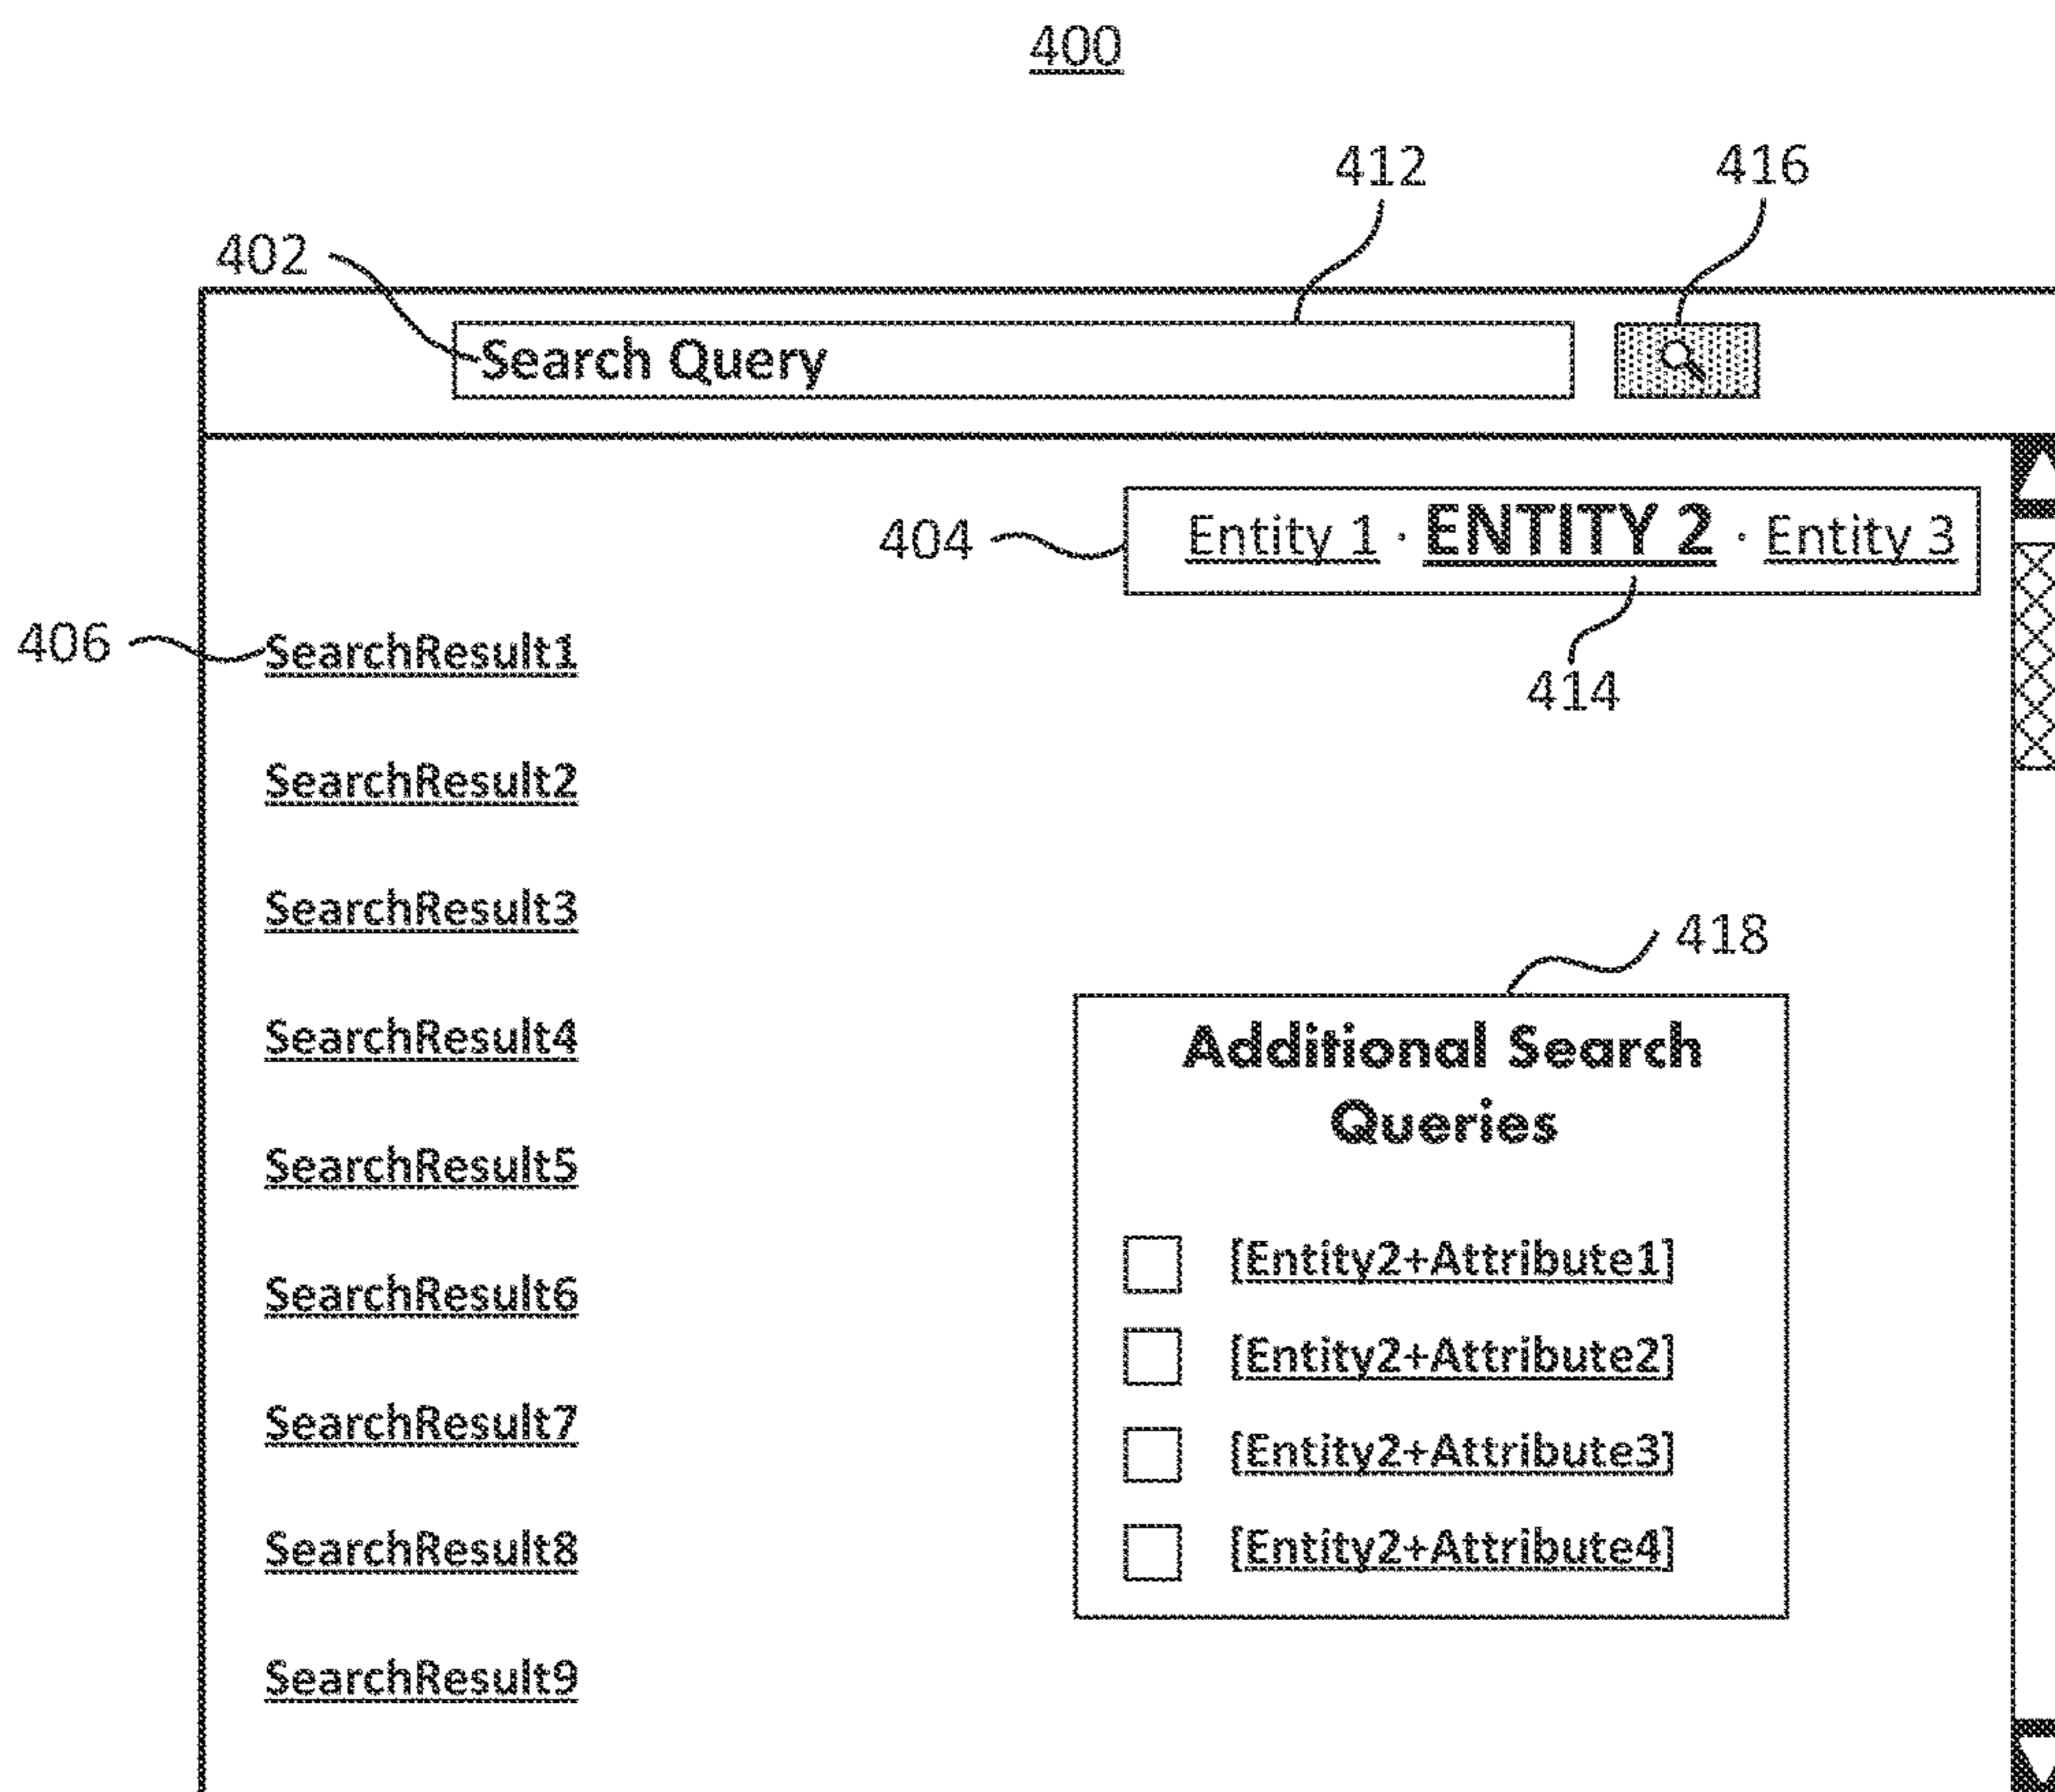 400
412
416
402
Search Query
404
Entity 1 · ENTITY 2 · Entity 3
414
406
SearchResult1
SearchResult2
SearchResult3
SearchResult4
SearchResult5
SearchResult6
SearchResult7
SearchResult8
SearchResult9
418
Additional Search
Queries
[Entity2+Attribute1]
[Entity2+Attribute2]
[Entity2+Attribute3]
[Entity2+Attribute4]